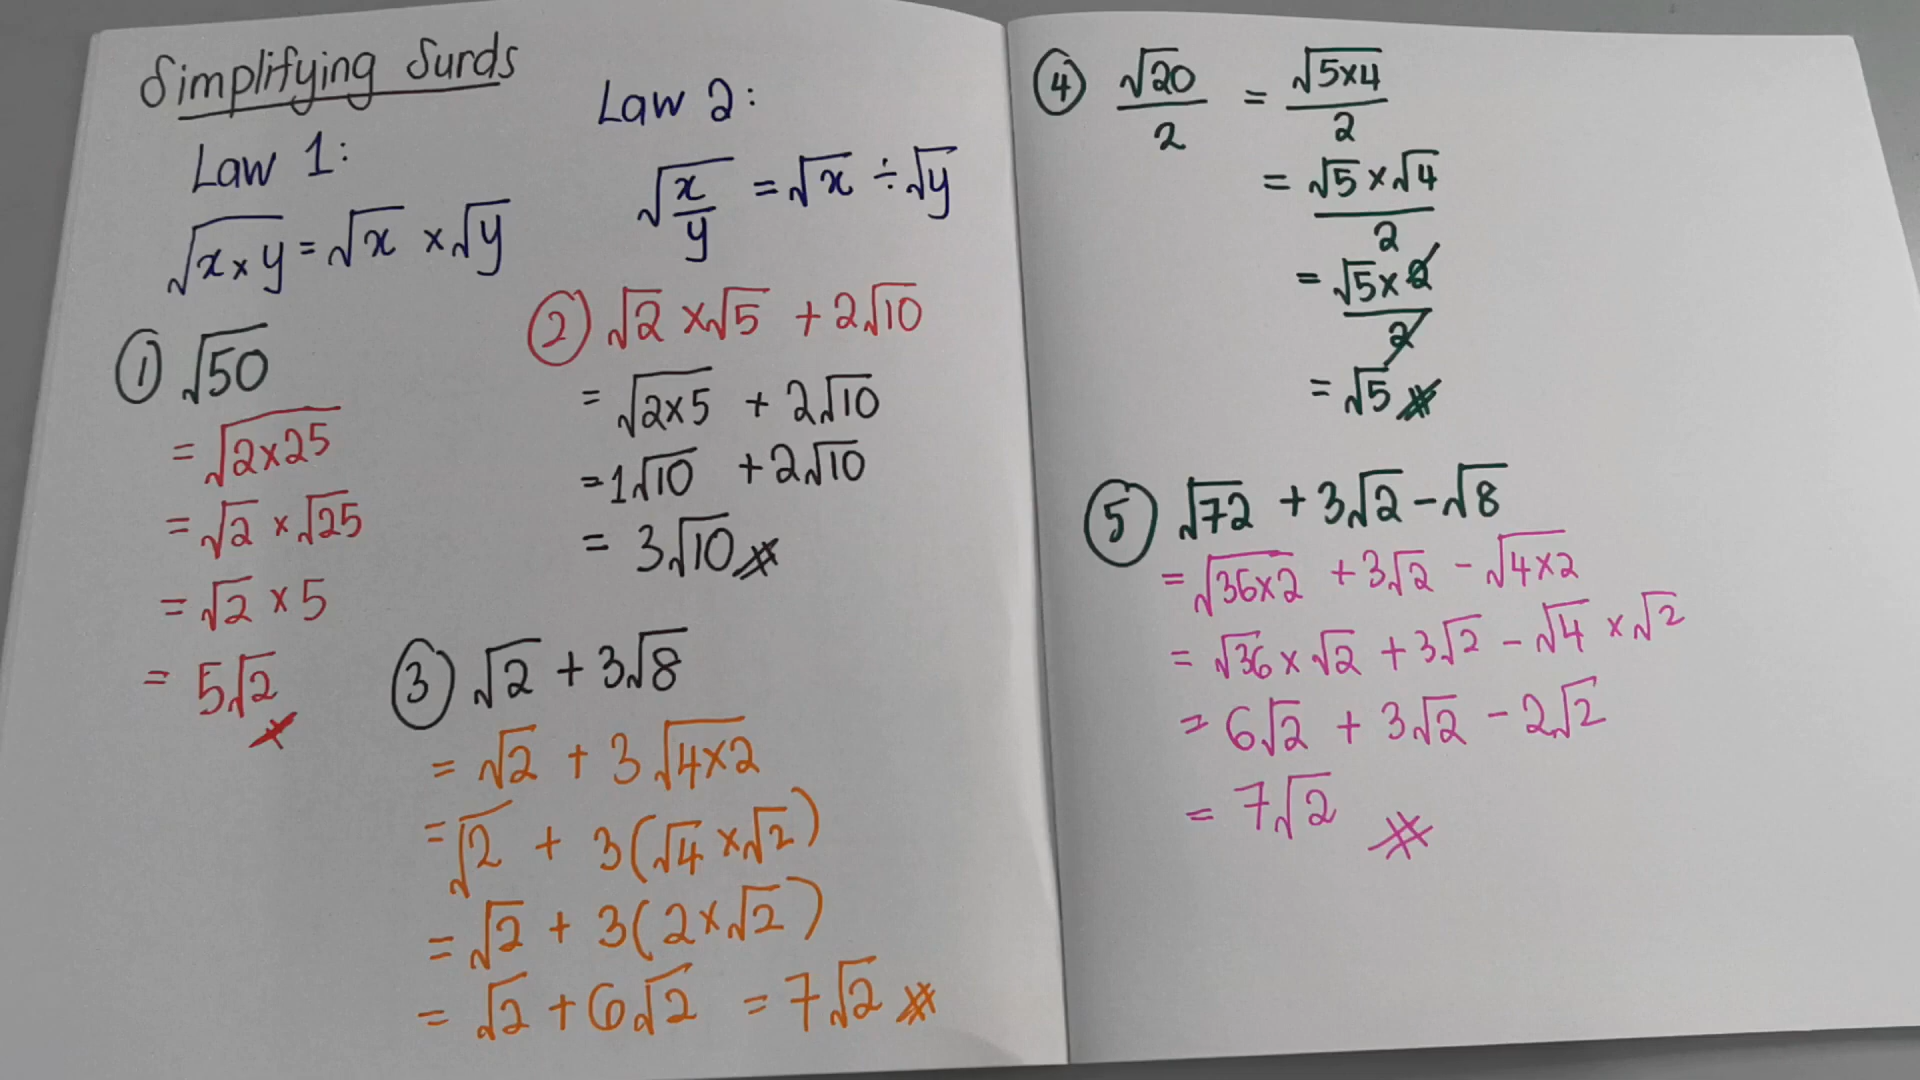 Simplifying Surds
Law 1:
√(x × y) = √x × √y
Law 2:
√(x/y) = √x ÷ √y
① √50
= √(2×25)
= √2 × √25
= √2 × 5
= 5√2
② √2 × √5 + 2√10
= √(2×5) + 2√10
= 1√10 + 2√10
= 3√10
③ √2 + 3√8
= √2 + 3√(4×2)
= √2 + 3(√4 × √2)
= √2 + 3(2×√2)
= √2 + 6√2 = 7√2
④ √20/2 = √(5×4)/2
= (√5 × √4)/2
= (√5 × 2)/2
= √5
⑤ √72 + 3√2 - √8
= √(36×2) + 3√2 - √(4×2)
= √36 × √2 + 3√2 - √4 × √2
= 6√2 + 3√2 - 2√2
= 7√2